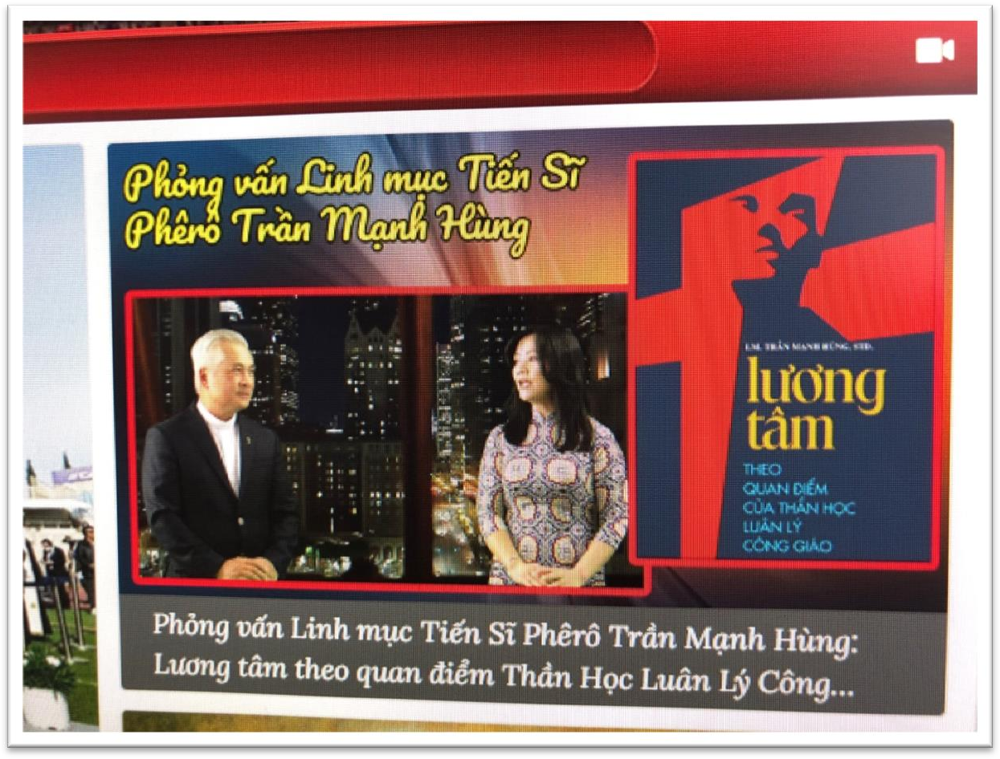 Phỏng vấn Linh mục Tiến Sĩ
Phêrô Trần Mạnh Hùng
LM. TRẦN MẠNH HÙNG, STD.
lương
tâm
THEO
QUAN ĐIỂM
CỦA THẦN HỌC
LUÂN LÝ
CÔNG GIÁO
Phỏng vấn Linh mục Tiến Sĩ Phêrô Trần Mạnh Hùng:
Lương tâm theo quan điểm Thần Học Luân Lý Công...